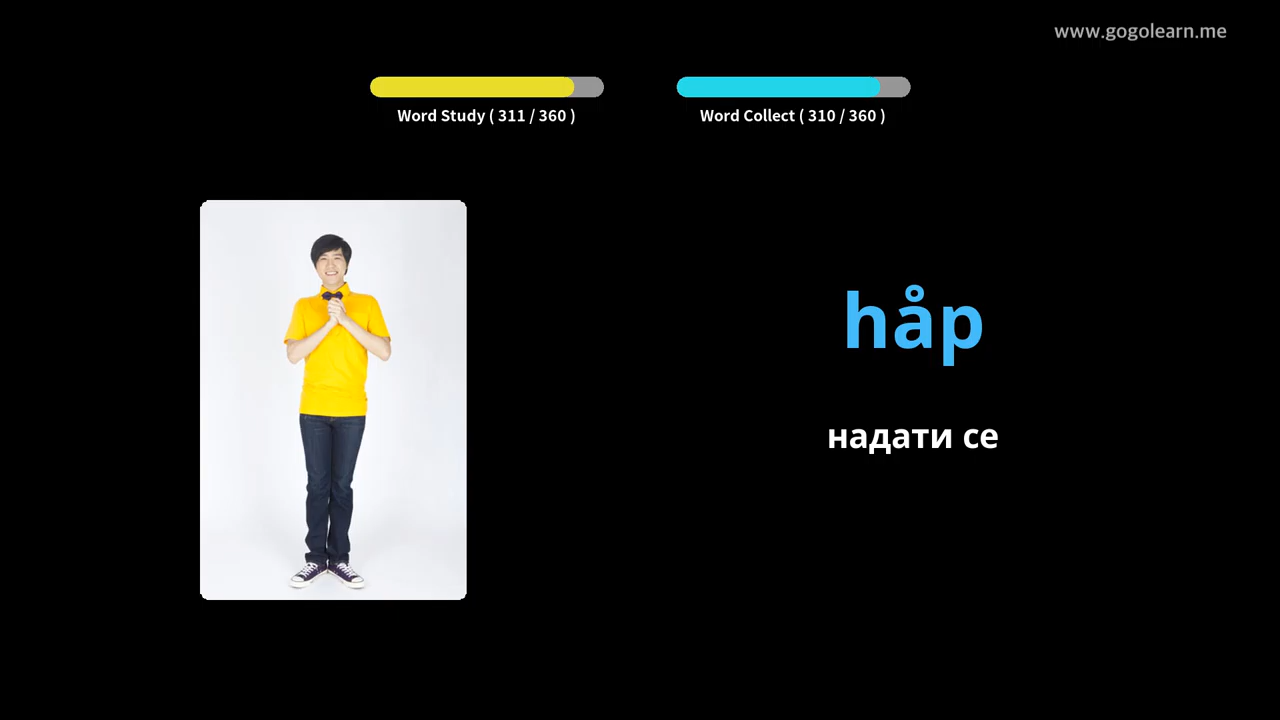 www.gogolearn.me
Word Study ( 311 / 360 )
Word Collect ( 310 / 360 )
håp
надати се